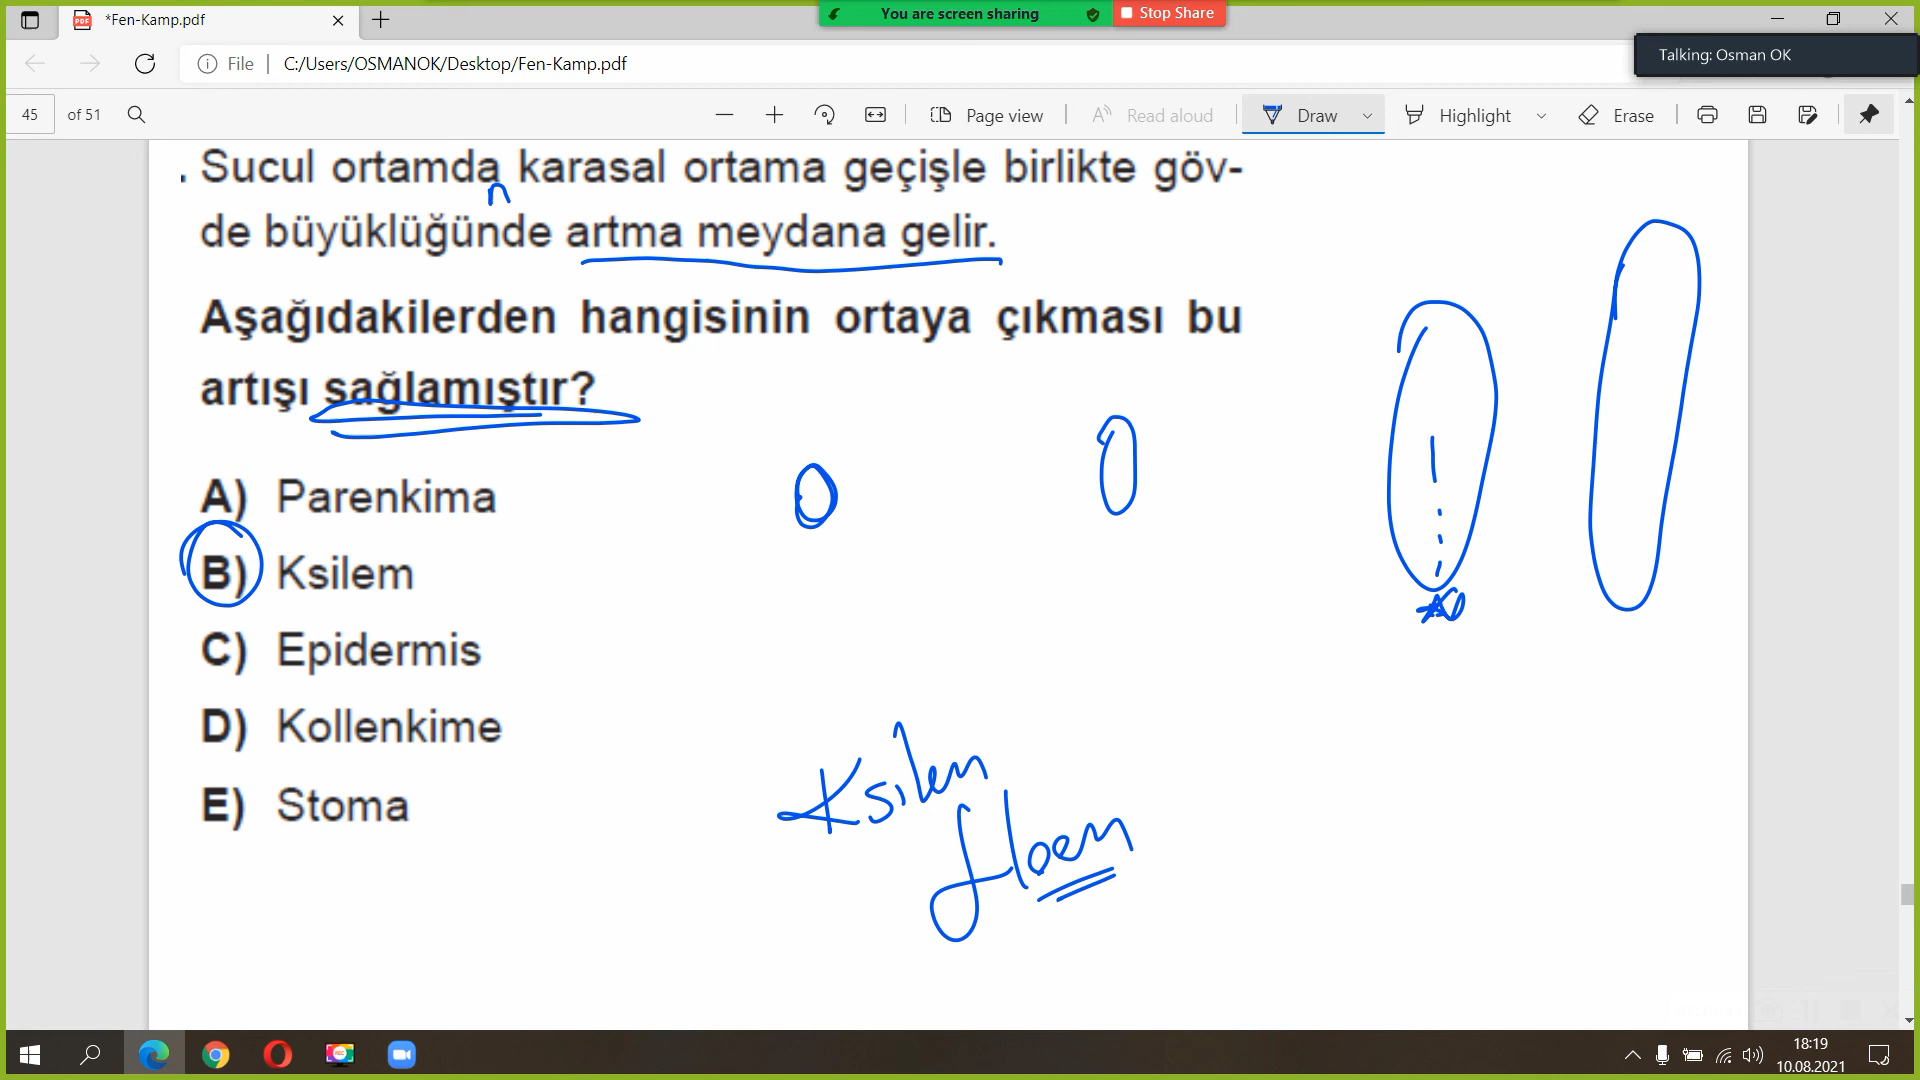 *Fen-Kamp.pdf
You are screen sharing
Stop Share
Talking: Osman OK
File
C:/Users/OSMANOK/Desktop/Fen-Kamp.pdf
45 of 51
Page view
Read aloud
Draw
Highlight
Erase
. Sucul ortamda karasal ortama geçişle birlikte göv-
n
de büyüklüğünde artma meydana gelir.
Aşağıdakilerden hangisinin ortaya çıkması bu
artışı sağlamıştır?
A) Parenkima
B) Ksilem
C) Epidermis
D) Kollenkime
E) Stoma
Ksilem
floem
18:19
10.08.2021